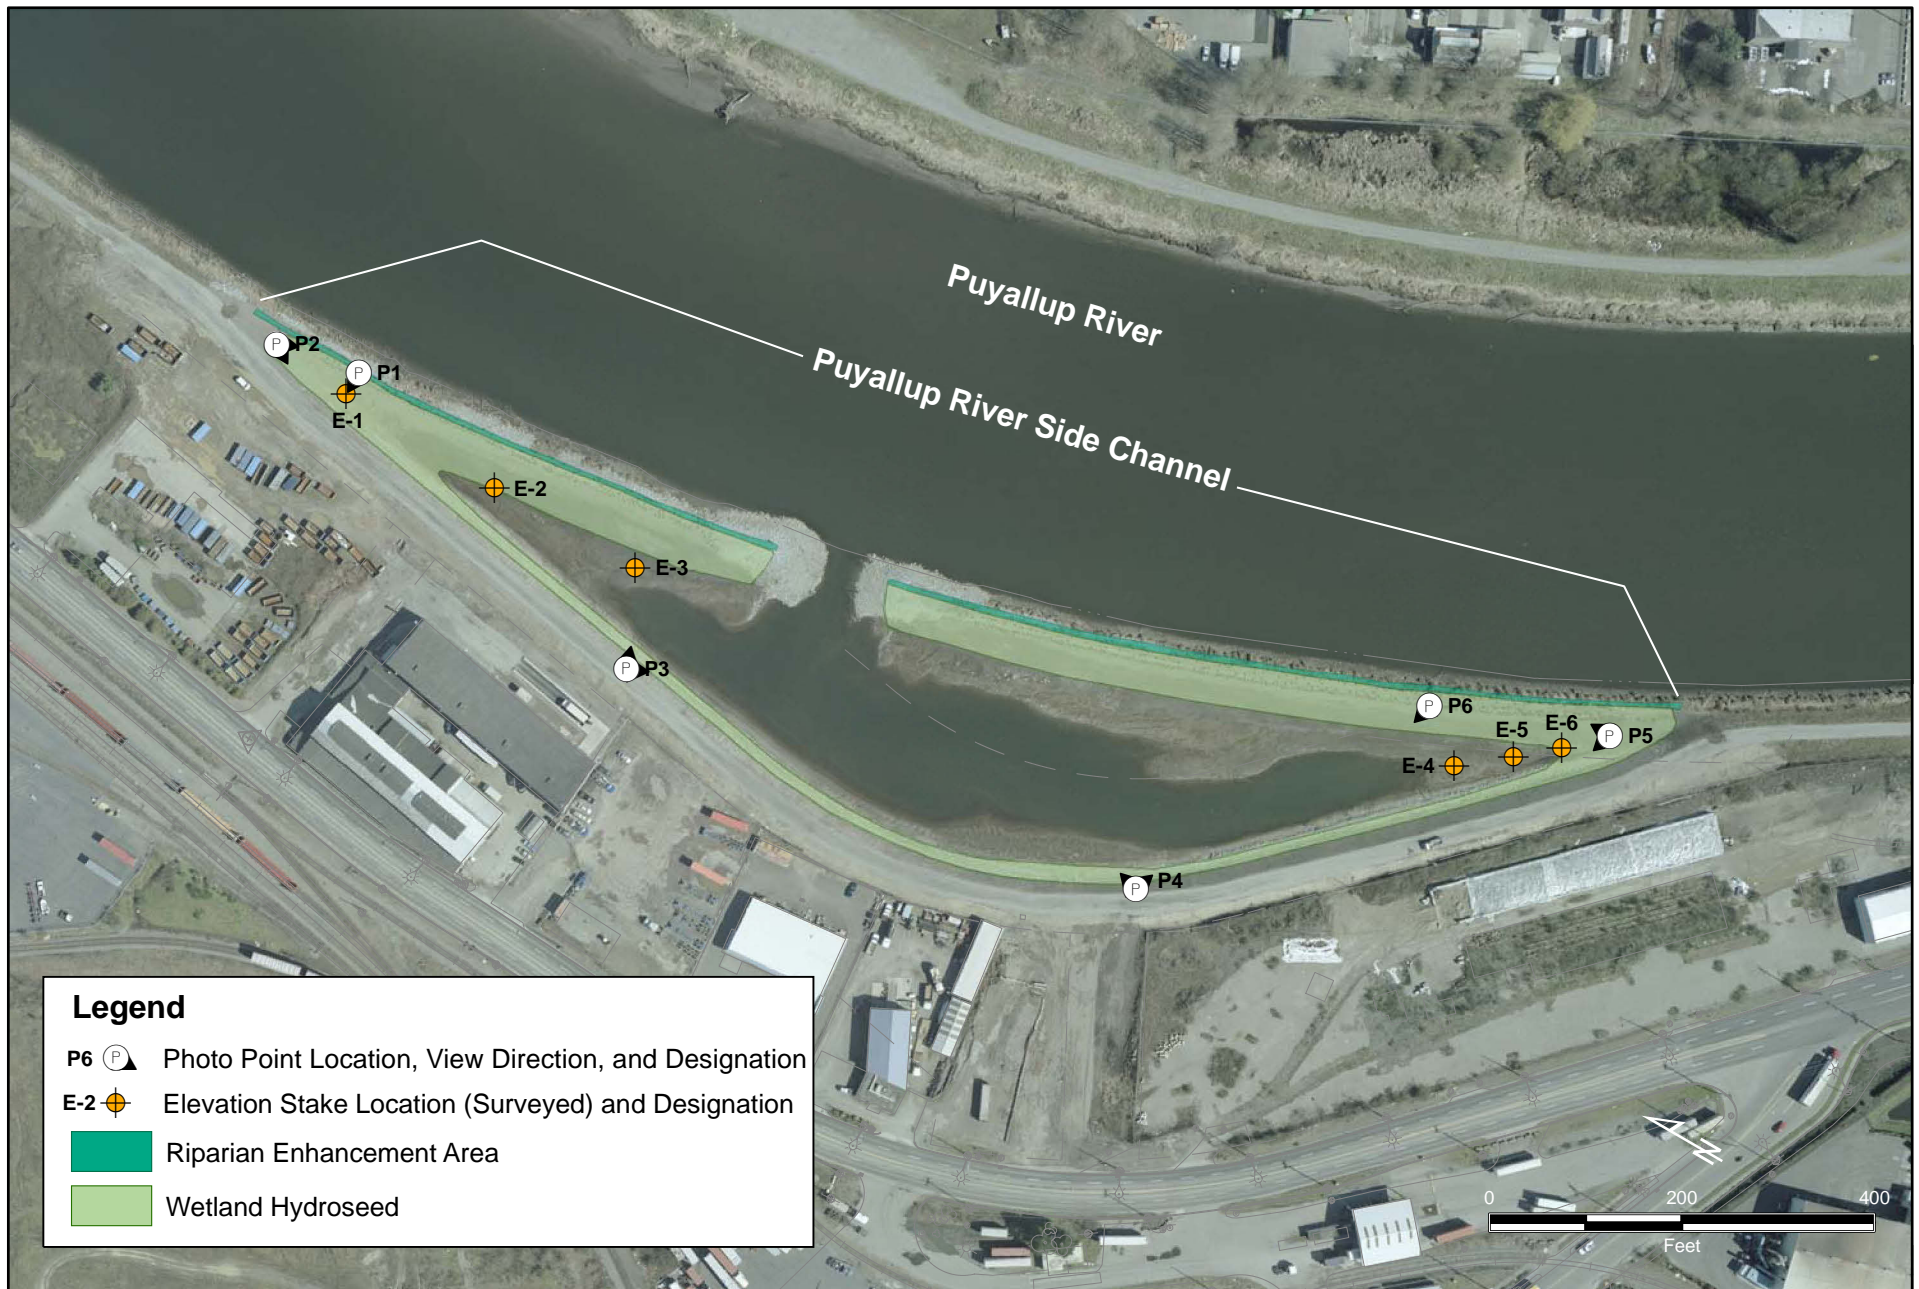 Puyallup River
Puyallup River Side Channel
P P2
P P1
E-1
E-2
E-3
P P3
P P6
E-6
E-5
P P5
E-4
P P4
Legend
P6 P Photo Point Location, View Direction, and Designation
E-2 Elevation Stake Location (Surveyed) and Designation
Riparian Enhancement Area
Wetland Hydroseed
N
0 200 400
Feet